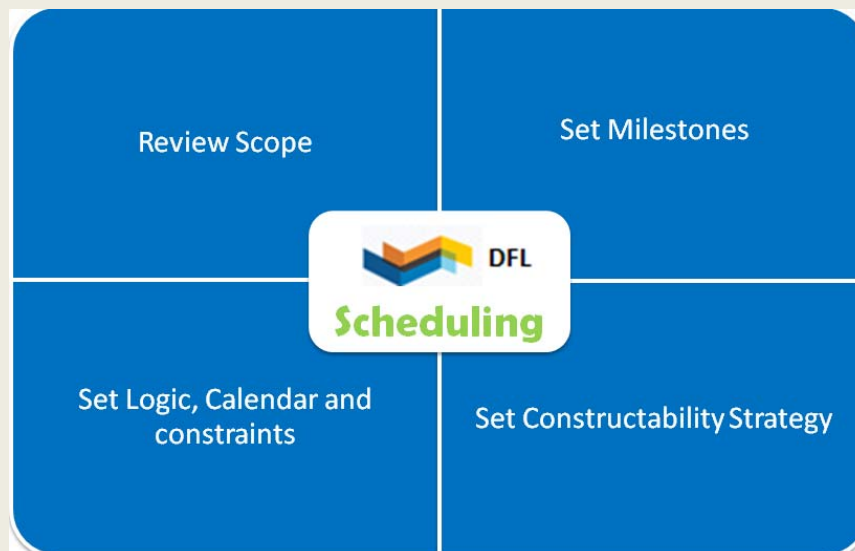 Review Scope
Set Milestones
DFL
Scheduling
Set Logic, Calendar and
constraints
Set Constructability Strategy